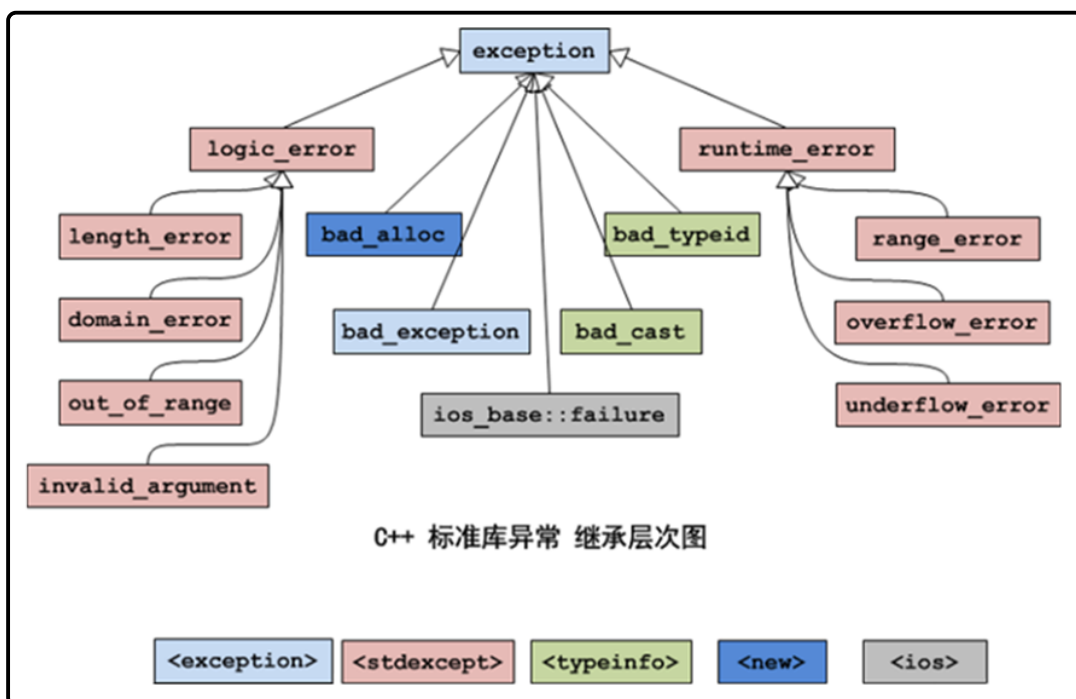 exception
logic_error
runtime_error
length_error
bad_alloc
bad_typeid
range_error
domain_error
bad_exception
bad_cast
overflow_error
out_of_range
ios_base::failure
underflow_error
invalid_argument
C++ 标准库异常 继承层次图
<exception>
<stdexcept>
<typeinfo>
<new>
<ios>